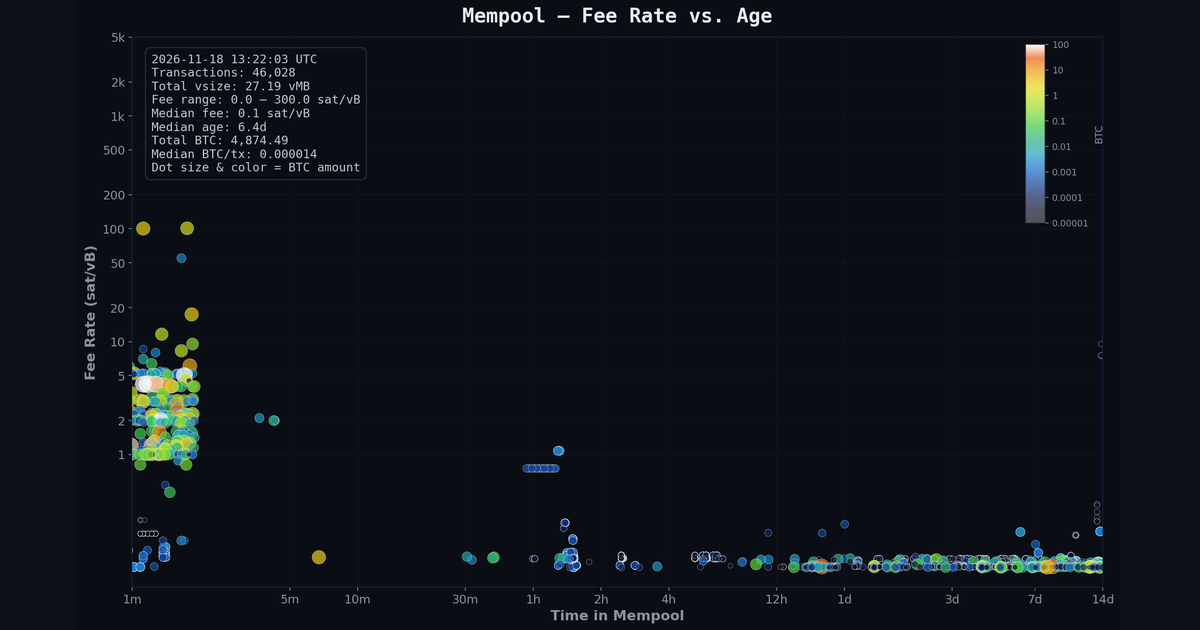 Mempool — Fee Rate vs. Age
2026-11-18 13:22:03 UTC
Transactions: 46,028
Total vsize: 27.19 vMB
Fee range: 0.0 — 300.0 sat/vB
Median fee: 0.1 sat/vB
Median age: 6.4d
Total BTC: 4,874.49
Median BTC/tx: 0.000014
Dot size & color = BTC amount
5k
2k
1k
500
200
100
50
20
10
5
2
1
Fee Rate (sat/vB)
100
10
1
0.1
0.01
0.001
0.0001
0.00001
BTC
1m 5m 10m 30m 1h 2h 4h 12h 1d 3d 7d 14d
Time in Mempool